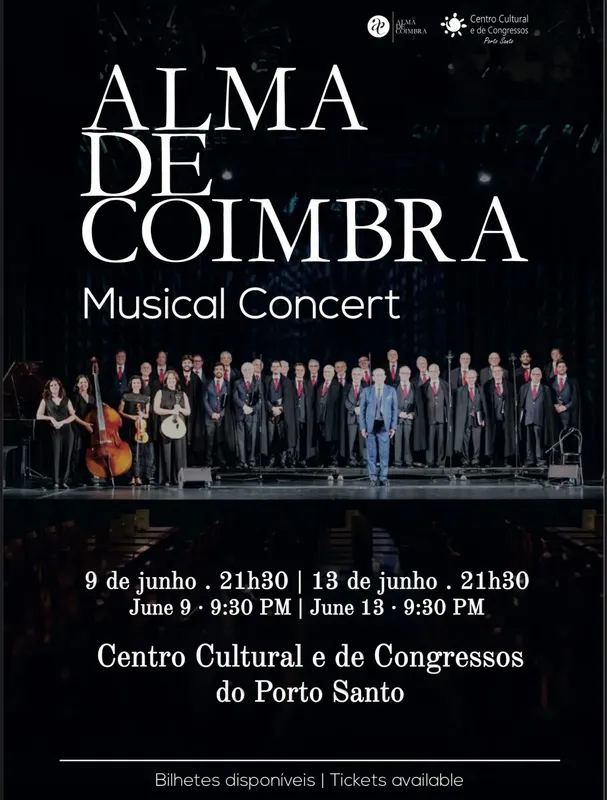 ALMA
DE
COIMBRA
Centro Cultural
e de Congressos
Porto Santo
ALMA
DE
COIMBRA
Musical Concert
9 de junho . 21h30 | 13 de junho . 21h30
June 9 · 9:30 PM | June 13 · 9:30 PM
Centro Cultural e de Congressos
do Porto Santo
Bilhetes disponíveis | Tickets available